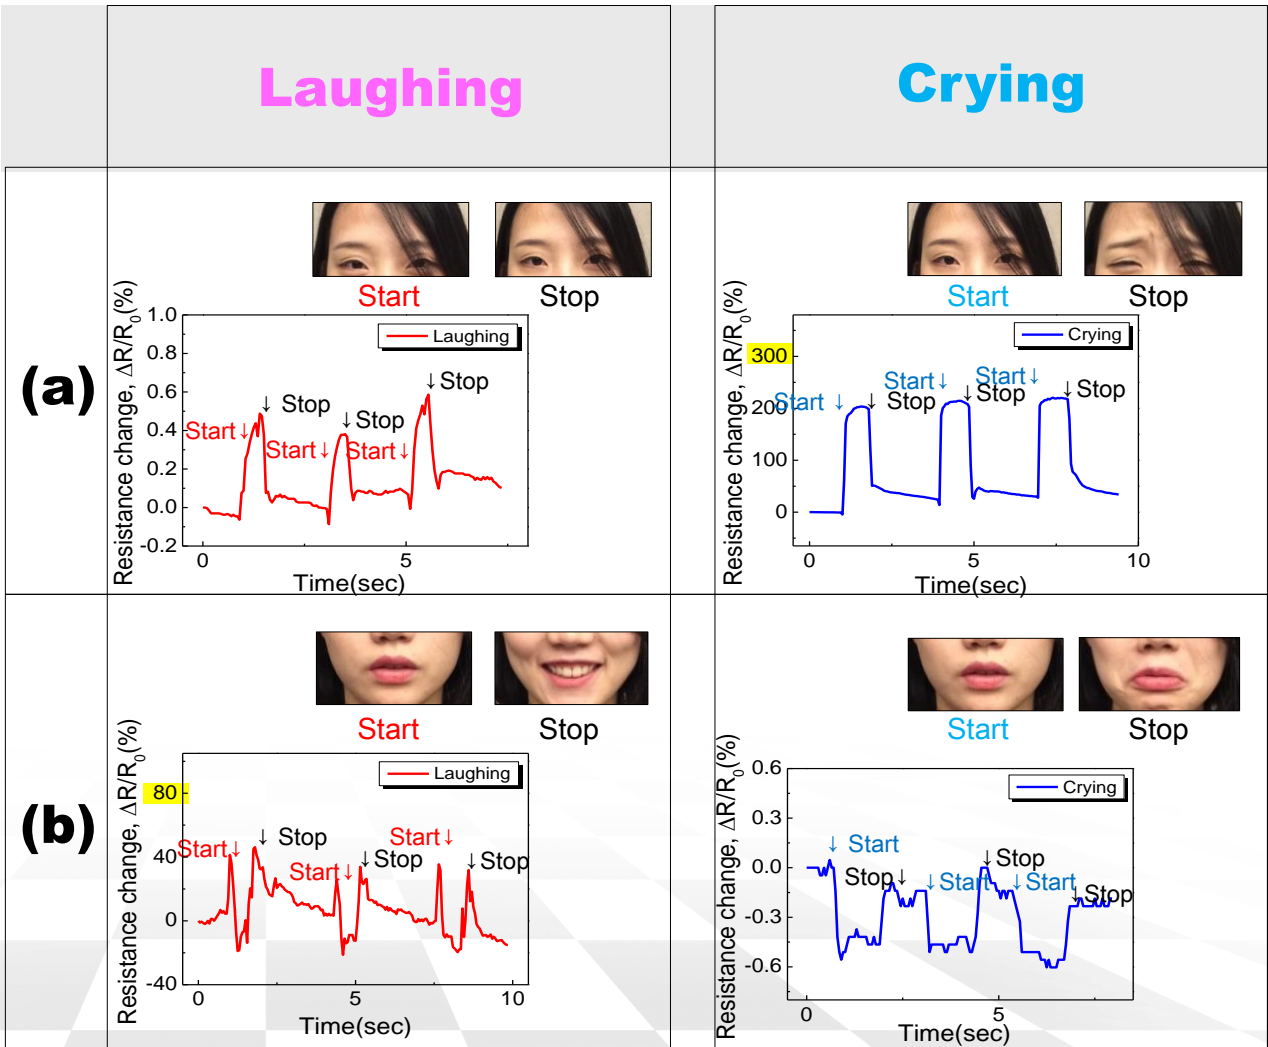 Laughing
Crying
(a)
Start
Stop
Resistance change, ΔR/R0(%)
1.0
0.8
0.6
0.4
0.2
0.0
-0.2
Laughing
↓Stop
↓ Stop
↓Stop
Start↓
Start↓
Start↓
0
5
Time(sec)
Start
Stop
Resistance change, ΔR/R0(%)
300
200
100
0
Crying
Start↓
Start↓
Start ↓
↓ Stop
↓Stop
↓ Stop
0
5
10
Time(sec)
(b)
Start
Stop
Resistance change, ΔR/R0(%)
80
40
0
-40
Laughing
Start↓
↓ Stop
Start↓
↓Stop
Start↓
↓Stop
0
5
10
Time(sec)
Start
Stop
Resistance change, ΔR/R0(%)
0.6
0.3
0.0
-0.3
-0.6
Crying
↓ Start
Stop↓
↓Start
↓Stop
↓Start
↓Stop
0
5
Time(sec)